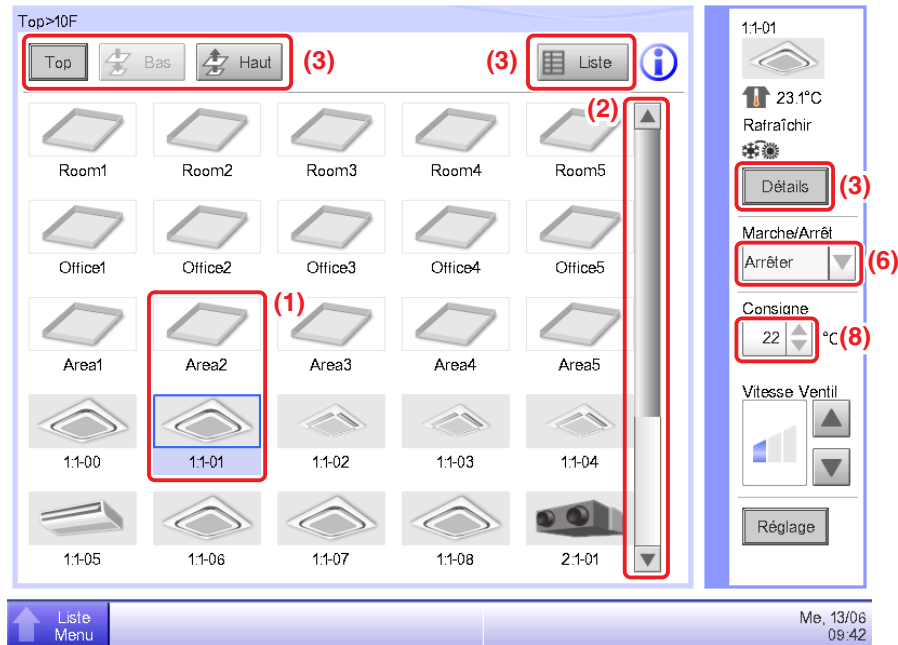 Top>10F
Top Bas Haut (3) (3) Liste
(2)
Room1 Room2 Room3 Room4 Room5
Office1 Office2 Office3 Office4 Office5
(1)
Area1 Area2 Area3 Area4 Area5
1:1-00 1:1-01 1:1-02 1:1-03 1:1-04
1:1-05 1:1-06 1:1-07 1:1-08 2:1-01
1:1-01
23.1°C
Rafraîchir
Détails (3)
Marche/Arrêt
Arrêter (6)
Consigne
22 °C (8)
Vitesse Ventil
Réglage
Liste
Menu
Me, 13/06
09:42